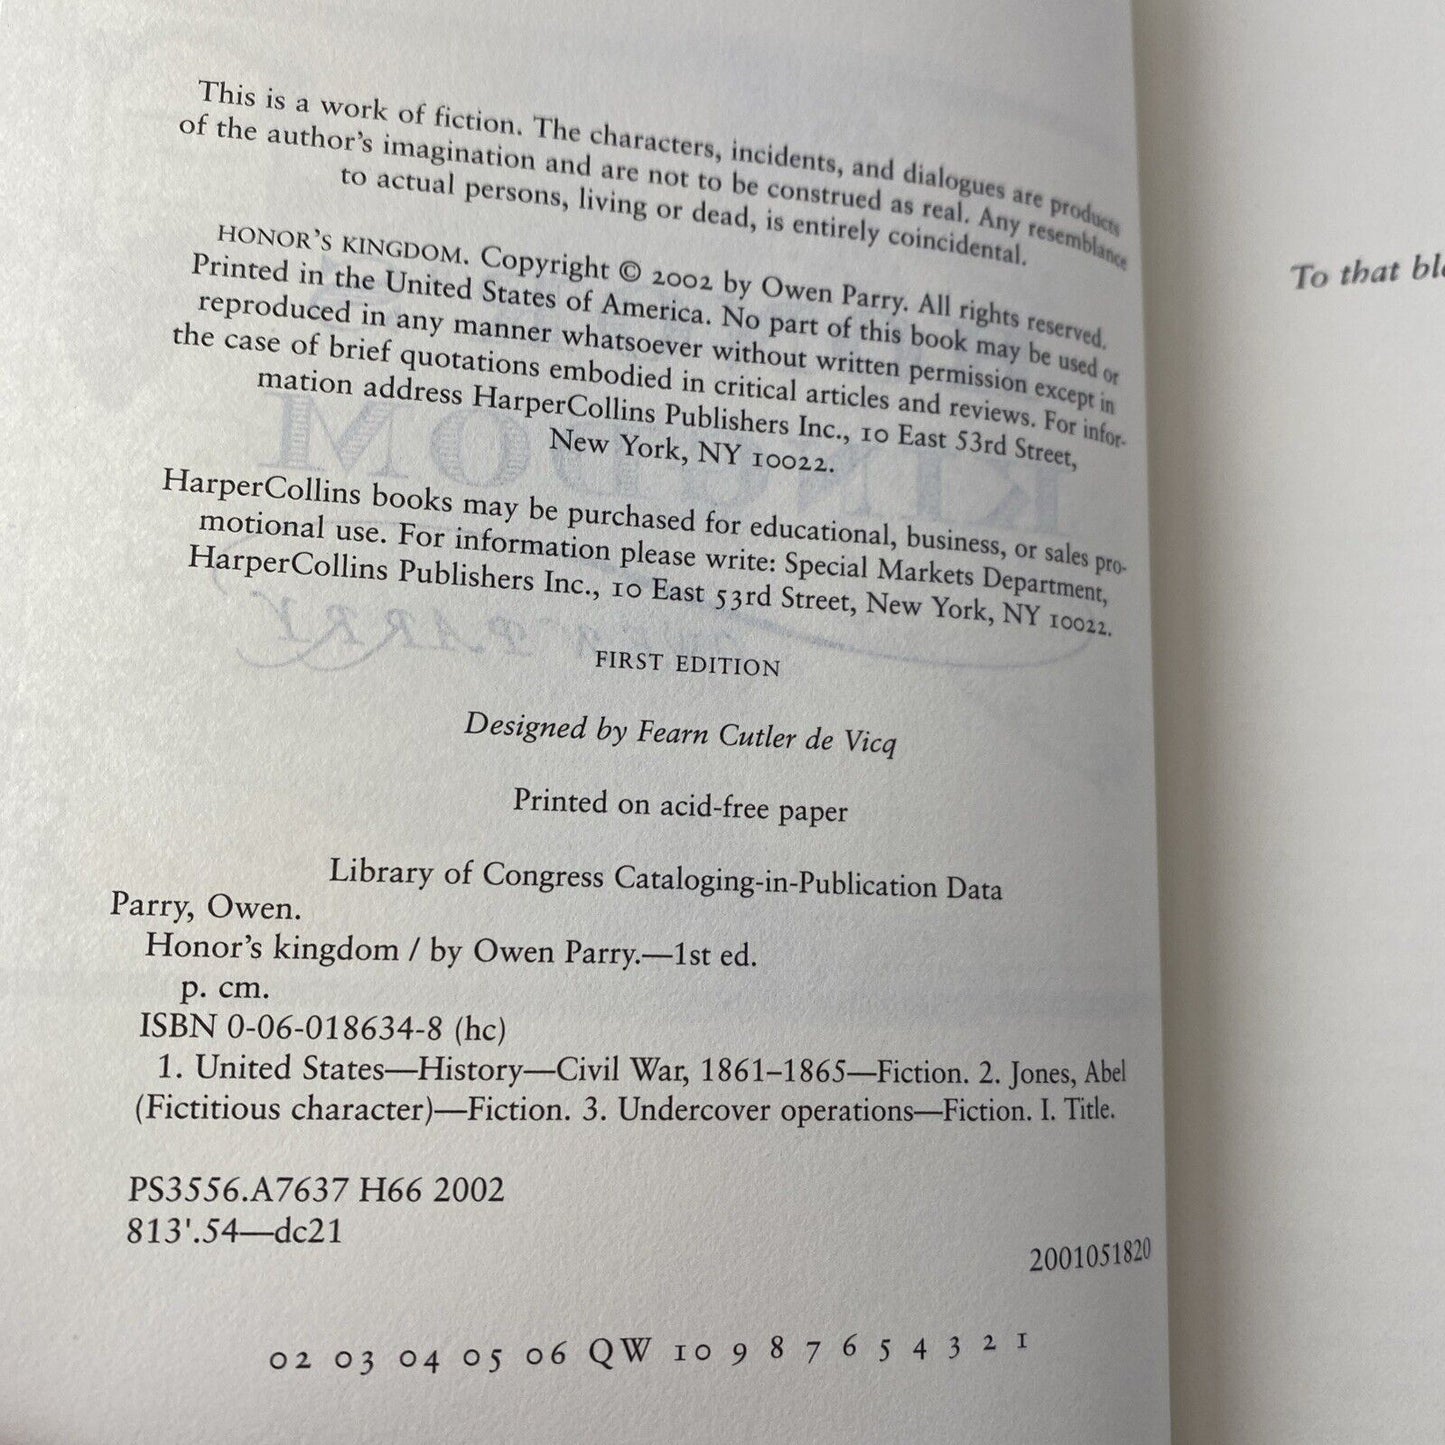 This is a work of fiction. The characters, incidents, and dialogues are products
of the author's imagination and are not to be construed as real. Any resemblance
to actual persons, living or dead, is entirely coincidental.
HONOR'S KINGDOM. Copyright © 2002 by Owen Parry. All rights reserved.
Printed in the United States of America. No part of this book may be used or
reproduced in any manner whatsoever without written permission except in
the case of brief quotations embodied in critical articles and reviews. For infor-
mation address HarperCollins Publishers Inc., 10 East 53rd Street,
New York, NY 10022.
HarperCollins books may be purchased for educational, business, or sales pro-
motional use. For information please write: Special Markets Department,
HarperCollins Publishers Inc., 10 East 53rd Street, New York, NY 10022.
FIRST EDITION
Designed by Fearn Cutler de Vicq
Printed on acid-free paper
Library of Congress Cataloging-in-Publication Data
Parry, Owen.
Honor's kingdom / by Owen Parry.—1st ed.
p. cm.
ISBN 0-06-018634-8 (hc)
1. United States—History—Civil War, 1861–1865—Fiction. 2. Jones, Abel
(Fictitious character)—Fiction. 3. Undercover operations—Fiction. I. Title.
PS3556.A7637 H66 2002
813'.54—dc21
2001051820
02 03 04 05 06 QW 10 9 8 7 6 5 4 3 2 1
To that